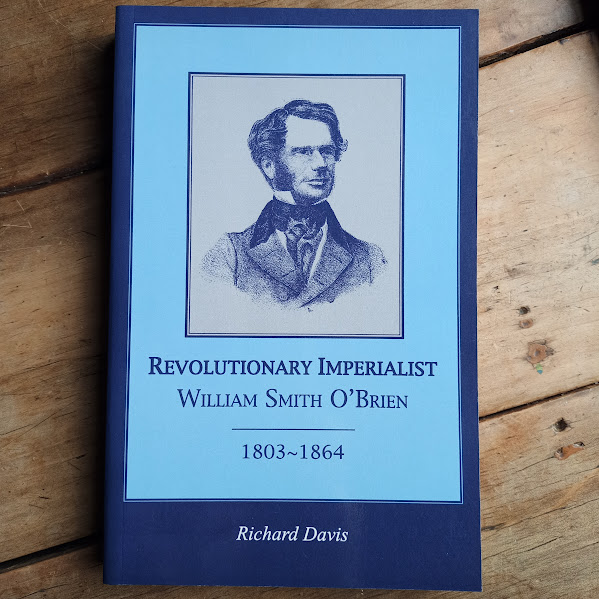 REVOLUTIONARY IMPERIALIST
WILLIAM SMITH O'BRIEN
1803~1864
Richard Davis